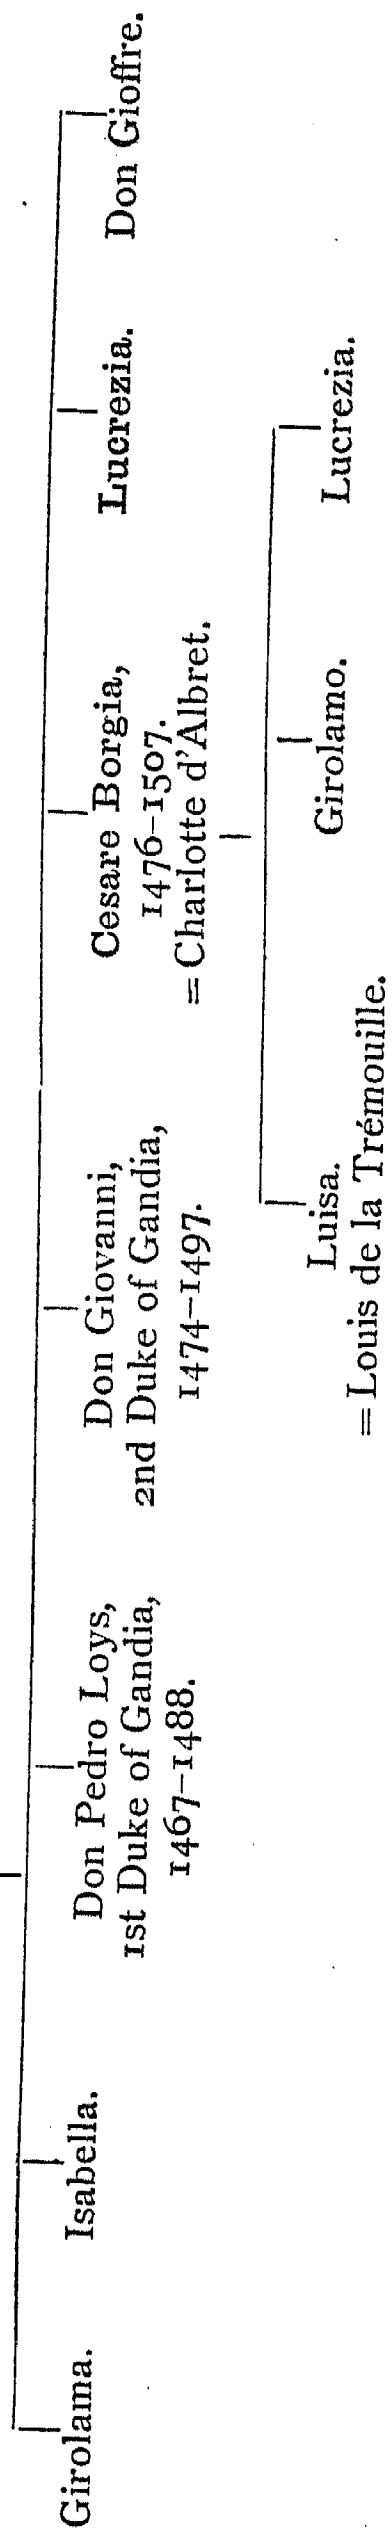 Girolama.
Isabella.
Don Pedro Loys,
1st Duke of Gandia,
1467–1488.
Don Giovanni,
2nd Duke of Gandia,
1474–1497.
Cesare Borgia,
1476–1507.
=Charlotte d'Albret.
Lucrezia.
Don Gioffre.
Luisa.
=Louis de la Trémouille.
Girolamo.
Lucrezia.